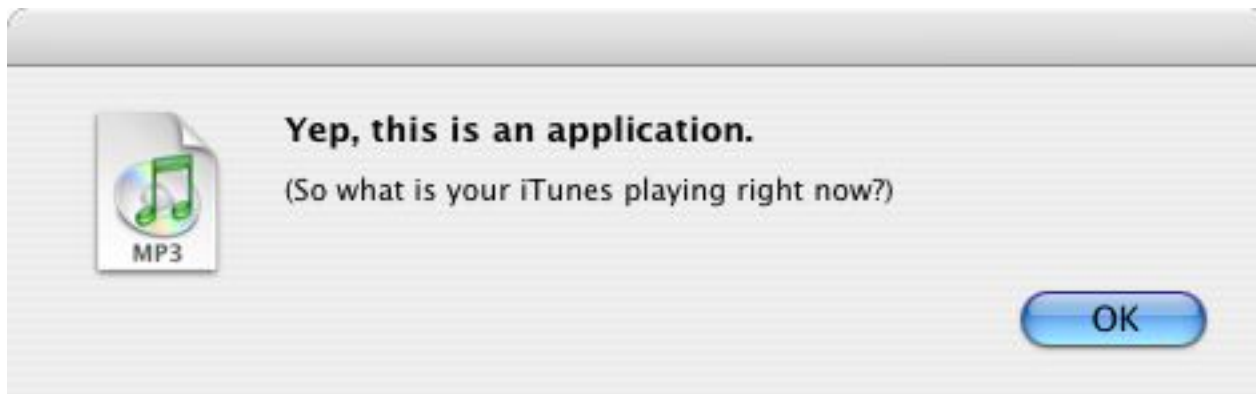 Yep, this is an application.
(So what is your iTunes playing right now?)
MP3
OK